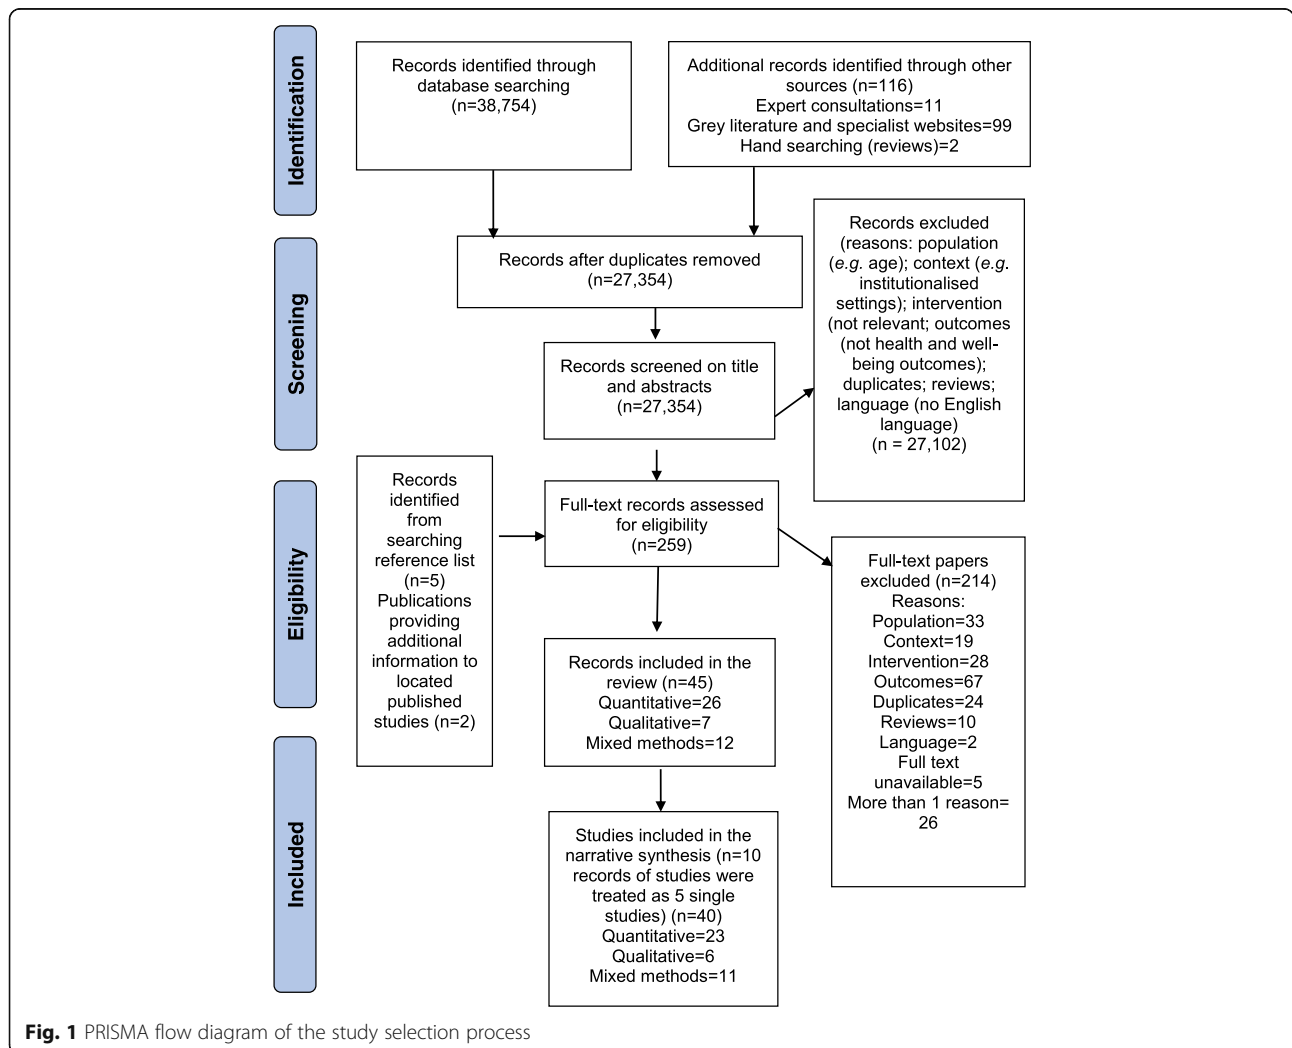 Identification
Records identified through
database searching
(n=38,754)
Additional records identified through other
sources (n=116)
Expert consultations=11
Grey literature and specialist websites=99
Hand searching (reviews)=2
Screening
Records after duplicates removed
(n=27,354)
Records excluded
(reasons: population
(e.g. age); context (e.g.
institutionalised
settings); intervention
(not relevant; outcomes
(not health and well-
being outcomes);
duplicates; reviews;
language (no English
language)
(n = 27,102)
Records screened on title
and abstracts
(n=27,354)
Eligibility
Records
identified
from
searching
reference list
(n=5)
Publications
providing
additional
information to
located
published
studies (n=2)
Full-text records assessed
for eligibility
(n=259)
Full-text papers
excluded (n=214)
Reasons:
Population=33
Context=19
Intervention=28
Outcomes=67
Duplicates=24
Reviews=10
Language=2
Full text
unavailable=5
More than 1 reason=
26
Records included in the
review (n=45)
Quantitative=26
Qualitative=7
Mixed methods=12
Included
Studies included in the
narrative synthesis (n=10
records of studies were
treated as 5 single
studies) (n=40)
Quantitative=23
Qualitative=6
Mixed methods=11
Fig. 1 PRISMA flow diagram of the study selection process